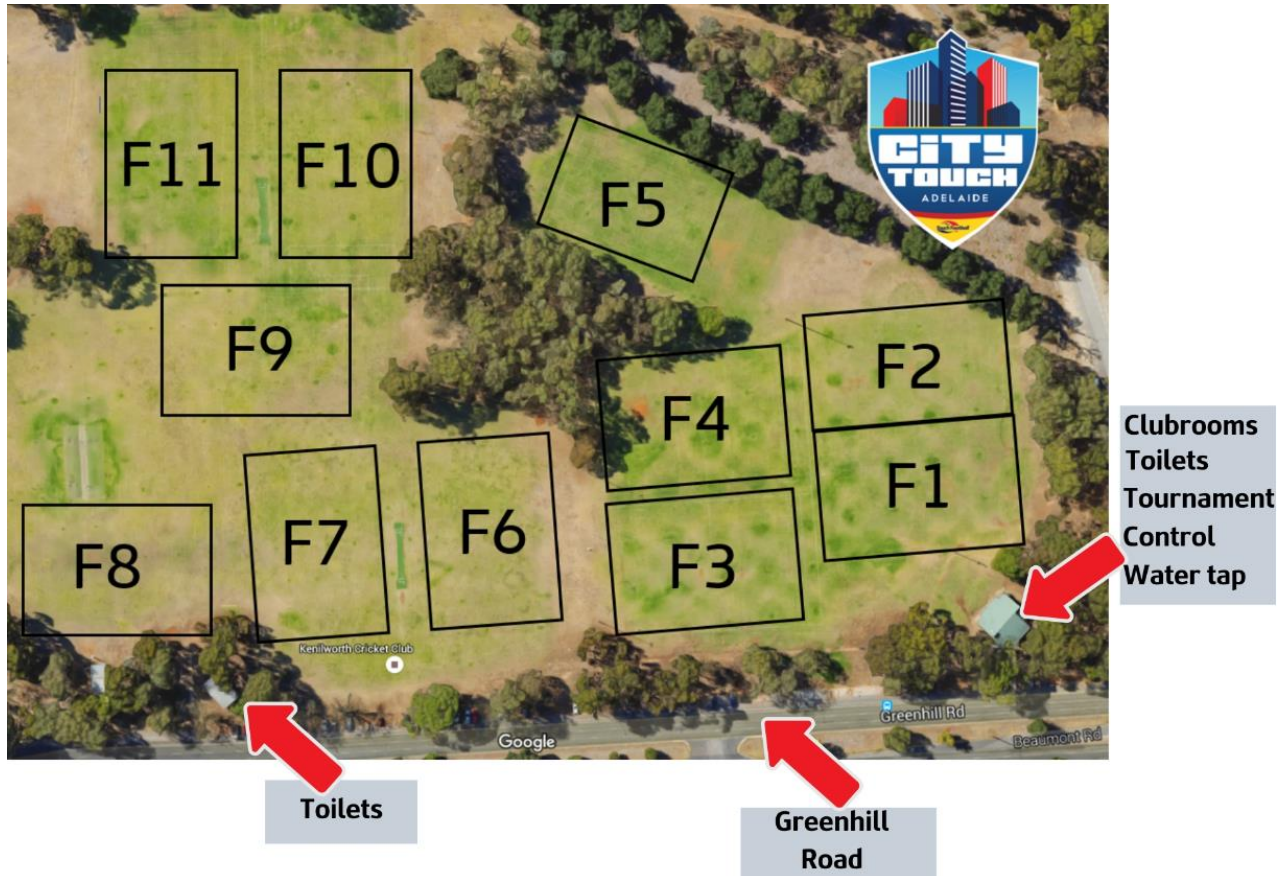 CiTY
TOUCH
ADELAIDE
F11
F10
F5
F9
F2
F4
F1
F8
F7
F6
F3
Clubrooms
Toilets
Tournament
Control
Water tap
Kenilworth Cricket Club
Greenhill Rd
Google
Beaumont Rd
Toilets
Greenhill
Road